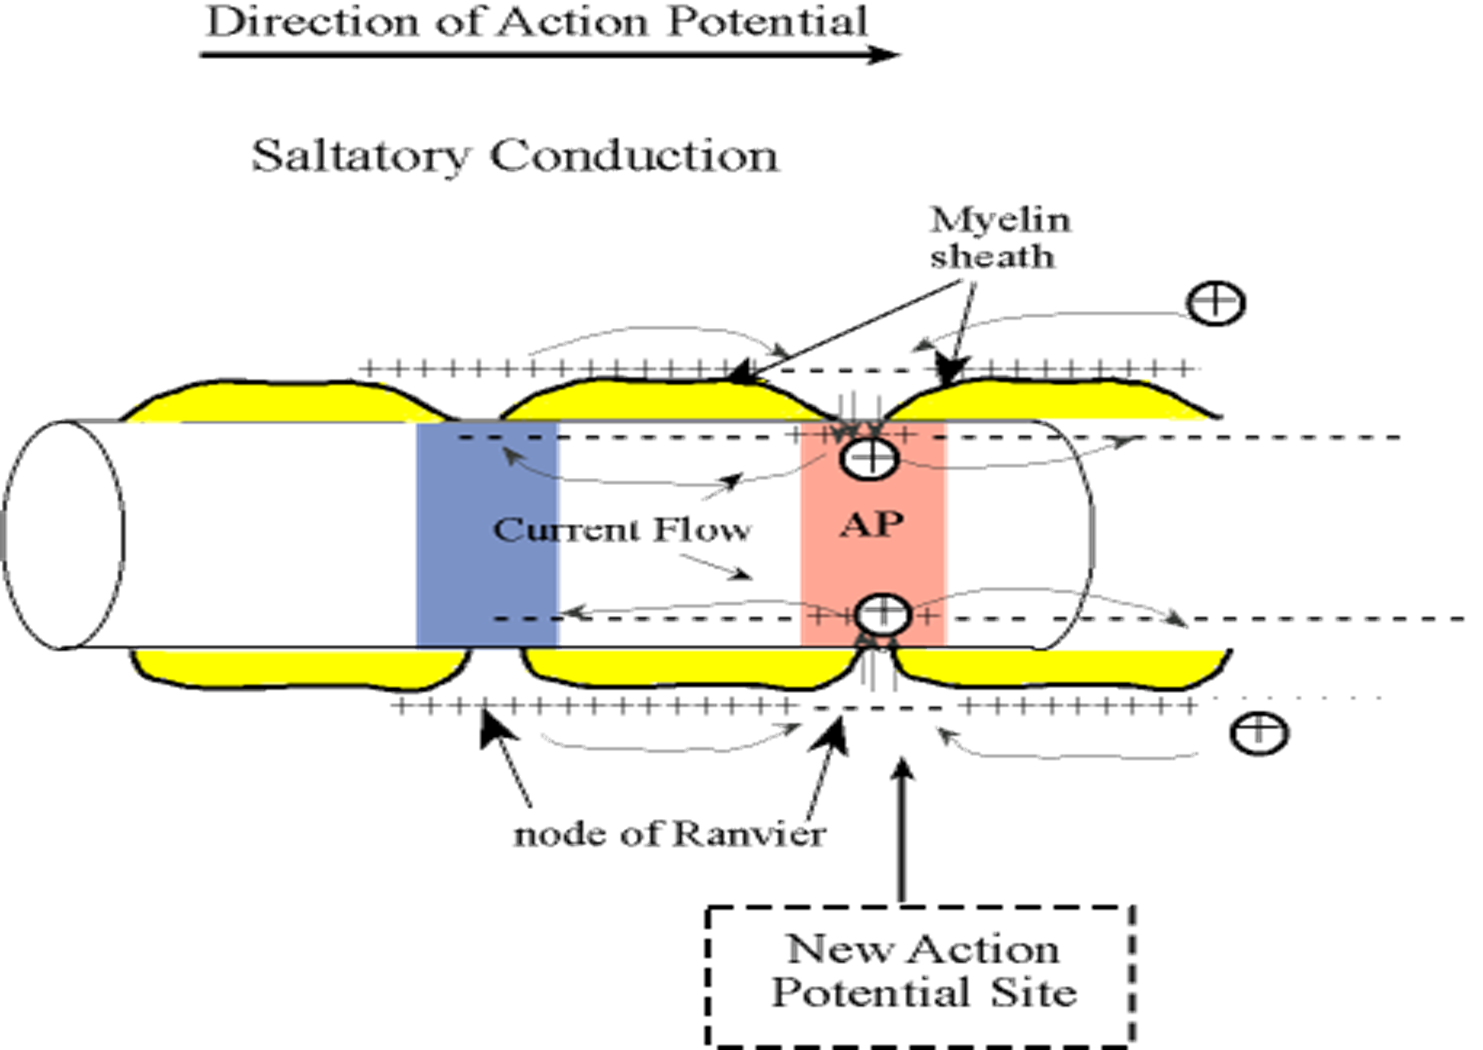 Direction of Action Potential
Saltatory Conduction
Myelin
sheath
Current Flow
AP
node of Ranvier
New Action
Potential Site